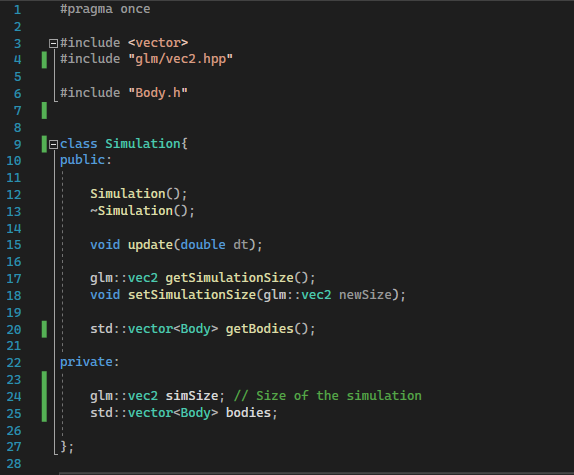 1 #pragma once
2
3 #include <vector>
4 #include "glm/vec2.hpp"
5
6 #include "Body.h"
7
8
9 class Simulation{
10 public:
11
12 Simulation();
13 ~Simulation();
14
15 void update(double dt);
16
17 glm::vec2 getSimulationSize();
18 void setSimulationSize(glm::vec2 newSize);
19
20 std::vector<Body> getBodies();
21
22 private:
23
24 glm::vec2 simSize; // Size of the simulation
25 std::vector<Body> bodies;
26
27 };
28